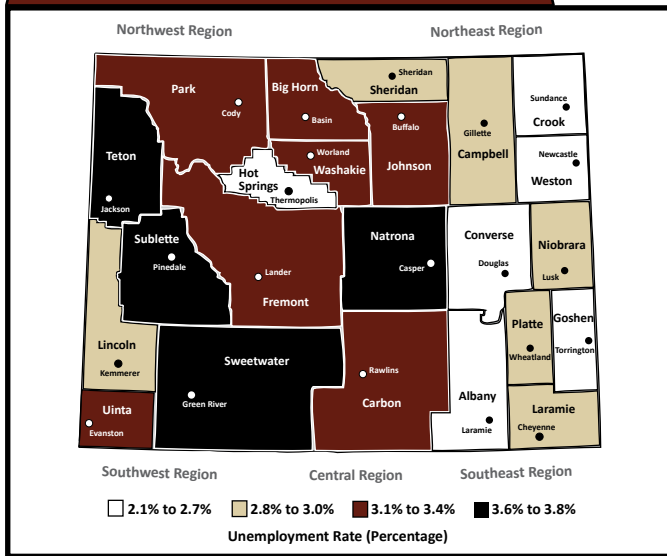 Northwest Region
Northeast Region
Sheridan
Sheridan
Park
Cody
Big Horn
Basin
Buffalo
Johnson
Gillette
Campbell
Sundance
Crook
Newcastle
Weston
Teton
Jackson
Worland
Washakie
Hot
Springs
Thermopolis
Sublette
Pinedale
Lander
Fremont
Natrona
Casper
Converse
Douglas
Niobrara
Lusk
Lincoln
Kemmerer
Sweetwater
Green River
Rawlins
Carbon
Platte
Wheatland
Goshen
Torrington
Uinta
Evanston
Albany
Laramie
Laramie
Cheyenne
Southwest Region
Central Region
Southeast Region
2.1% to 2.7%
2.8% to 3.0%
3.1% to 3.4%
3.6% to 3.8%
Unemployment Rate (Percentage)